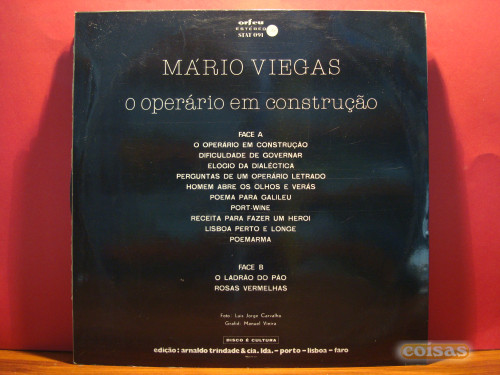 orfeu
ESTEREO
STAT 091
MÁRIO VIEGAS
o operário em construção
FACE A
O OPERÁRIO EM CONSTRUÇÃO
DIFICULDADE DE GOVERNAR
ELOGIO DA DIALÉCTICA
PERGUNTAS DE UM OPERÁRIO LETRADO
HOMEM ABRE OS OLHOS E VERÁS
POEMA PARA GALILEU
PORT-WINE
RECEITA PARA FAZER UM HEROI
LISBOA PERTO E LONGE
POEMARMA
FACE B
O LADRÃO DO PÃO
ROSAS VERMELHAS
Foto: Luís Jorge Carvalho
Grafid: Manuel Vieira
DISCO É CULTURA
edição: arnaldo trindade & cia. lda. – porto – lisboa – faro
coisas